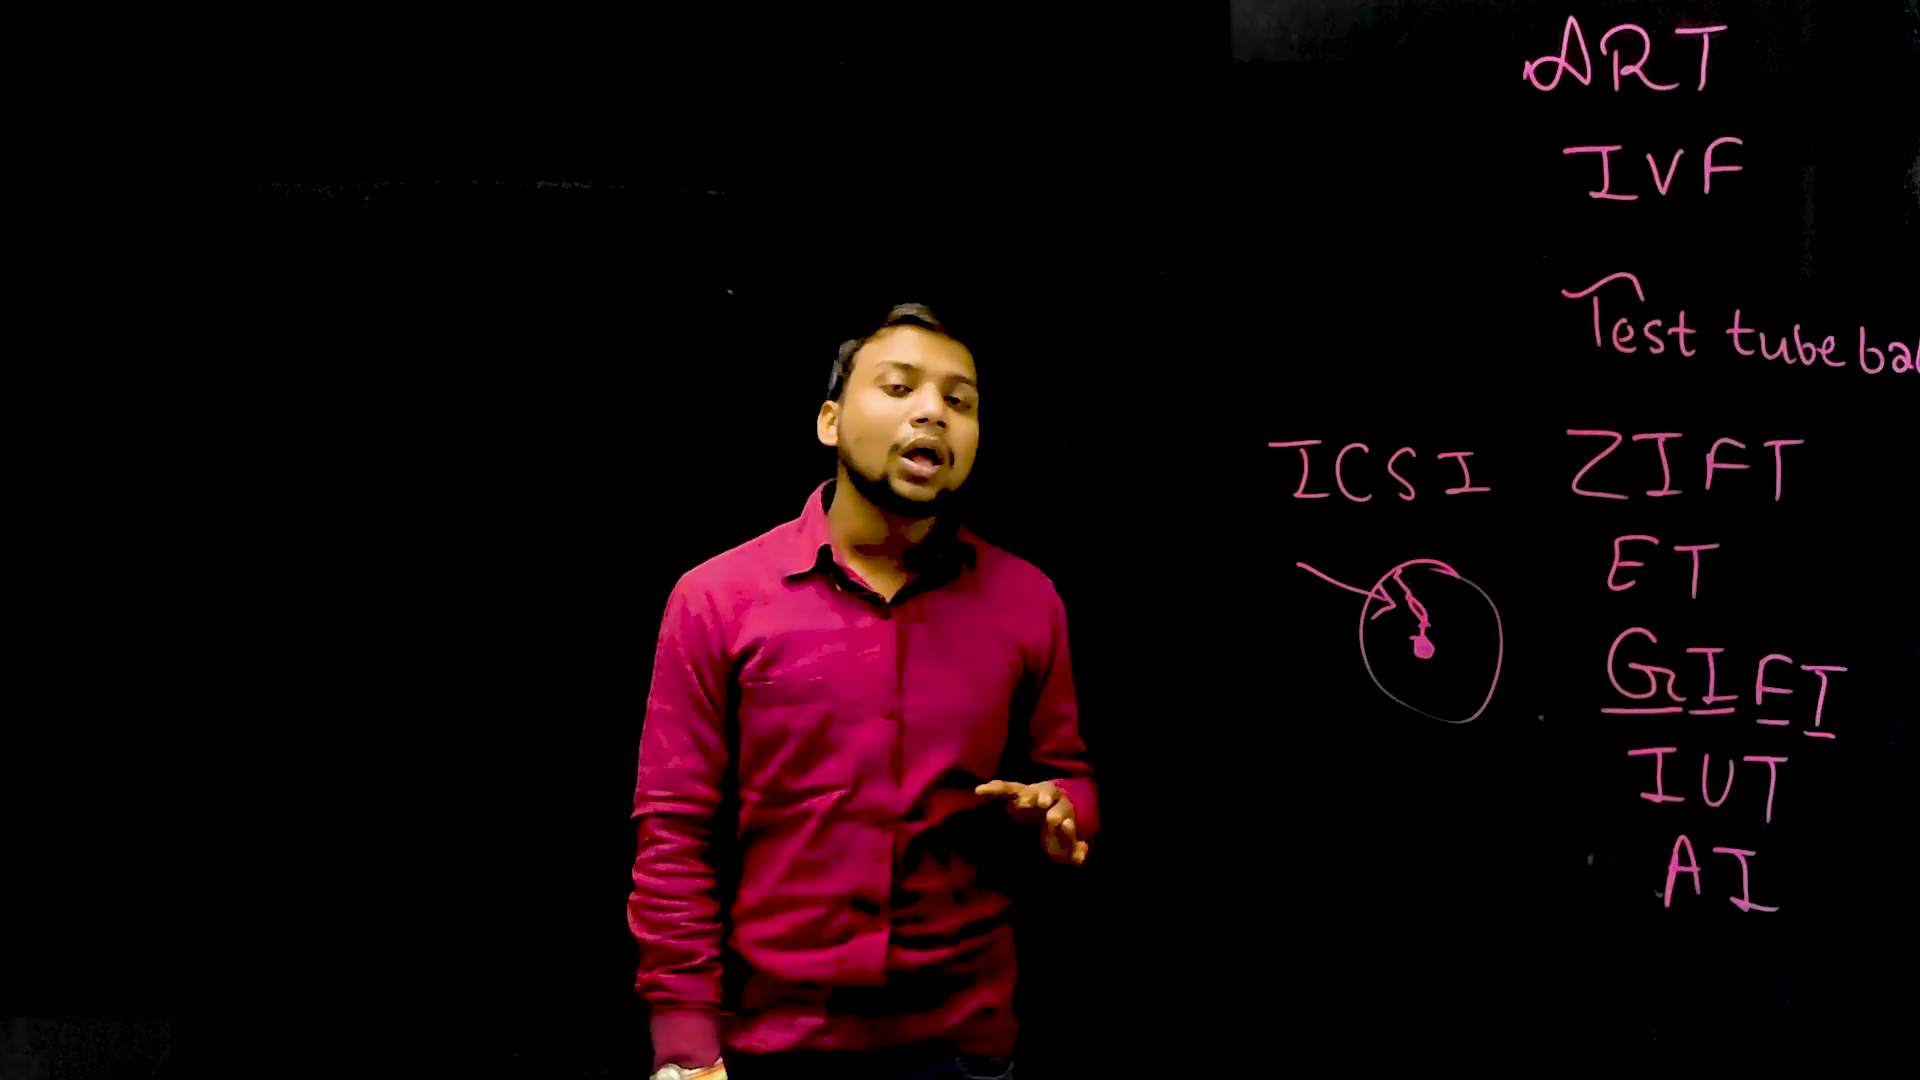 ART
IVF
Test tube
ICSI ZIFT
ET
GIFT
IUT
AI